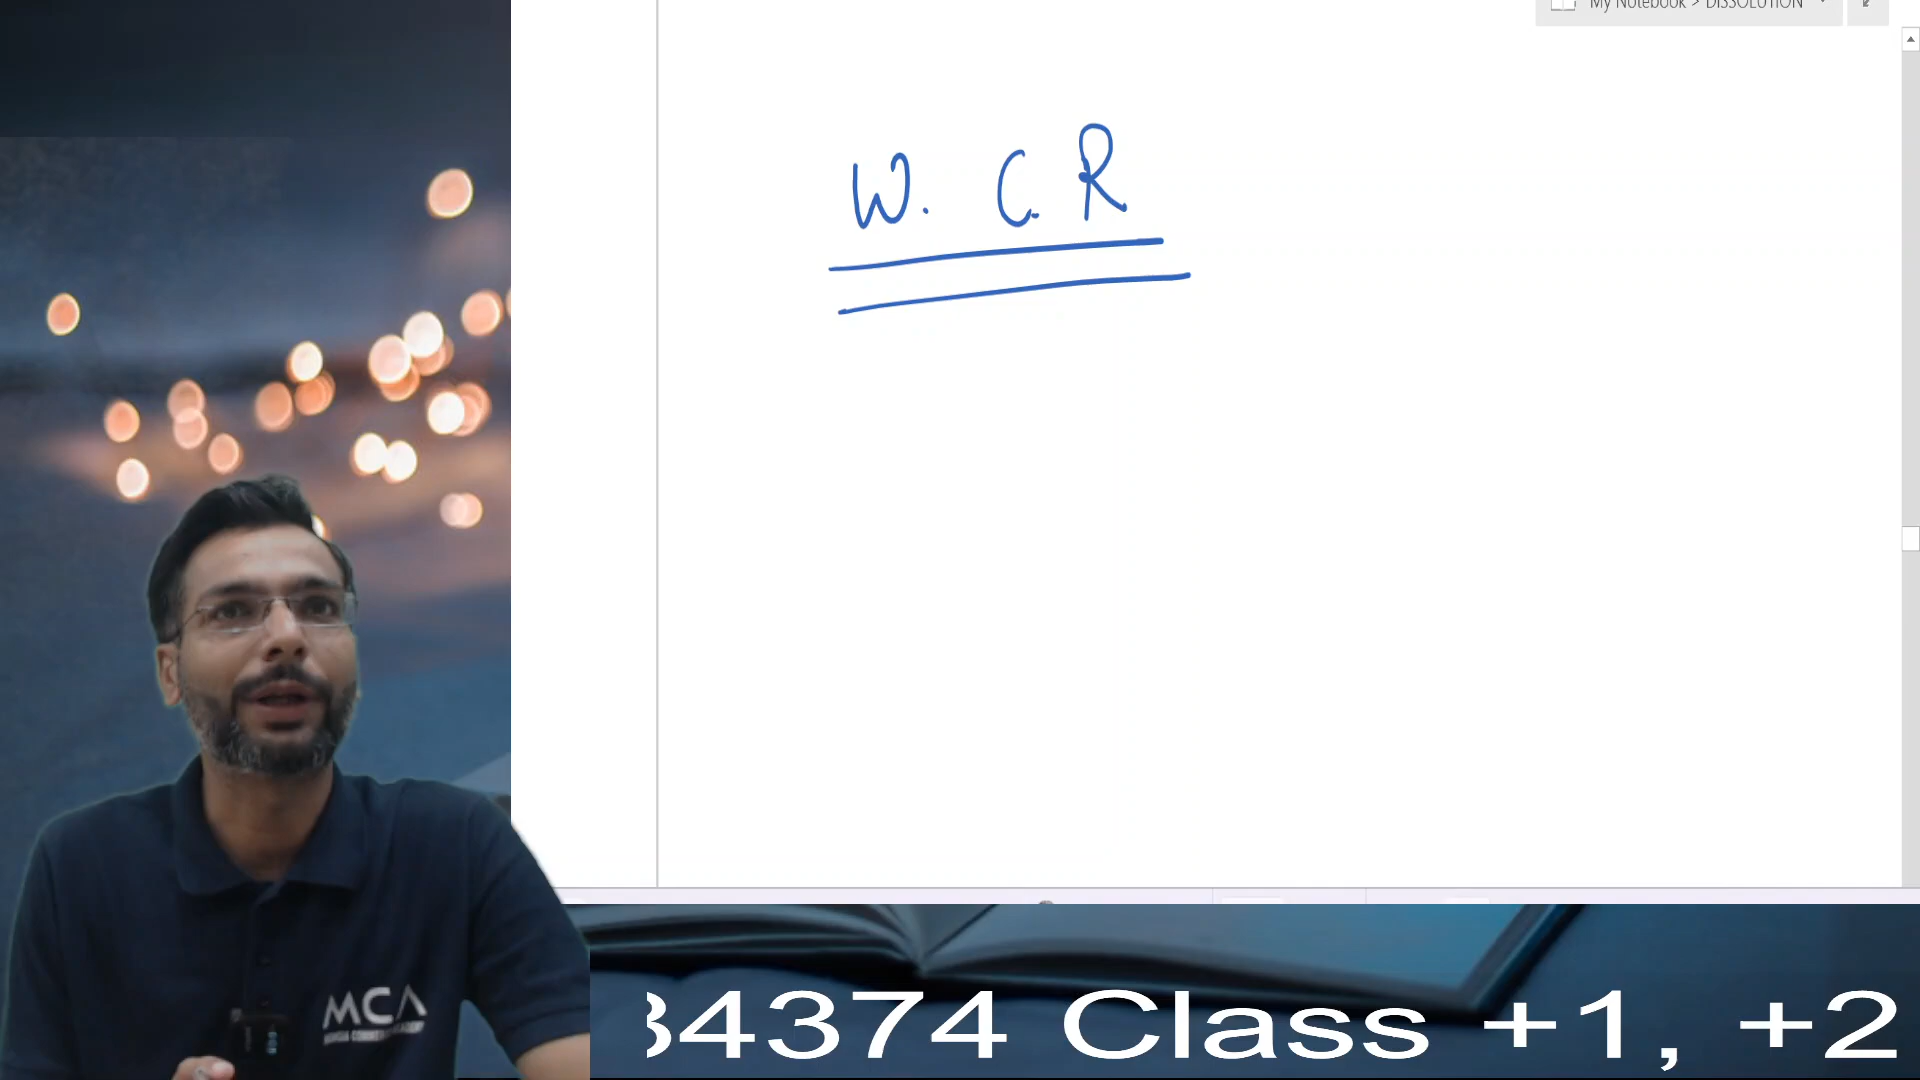 My Notebook > DISSOLUTION
W. C. R
MCA
34374 Class +1, +2